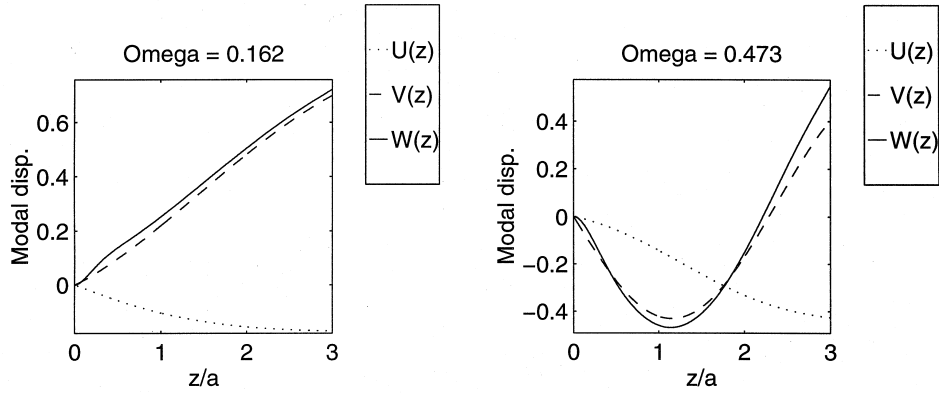 Omega = 0.162
U(z)
V(z)
W(z)
Modal disp.
0.6
0.4
0.2
0
0
1
2
3
z/a
Omega = 0.473
U(z)
V(z)
W(z)
Modal disp.
0.4
0.2
0
−0.2
−0.4
0
1
2
3
z/a